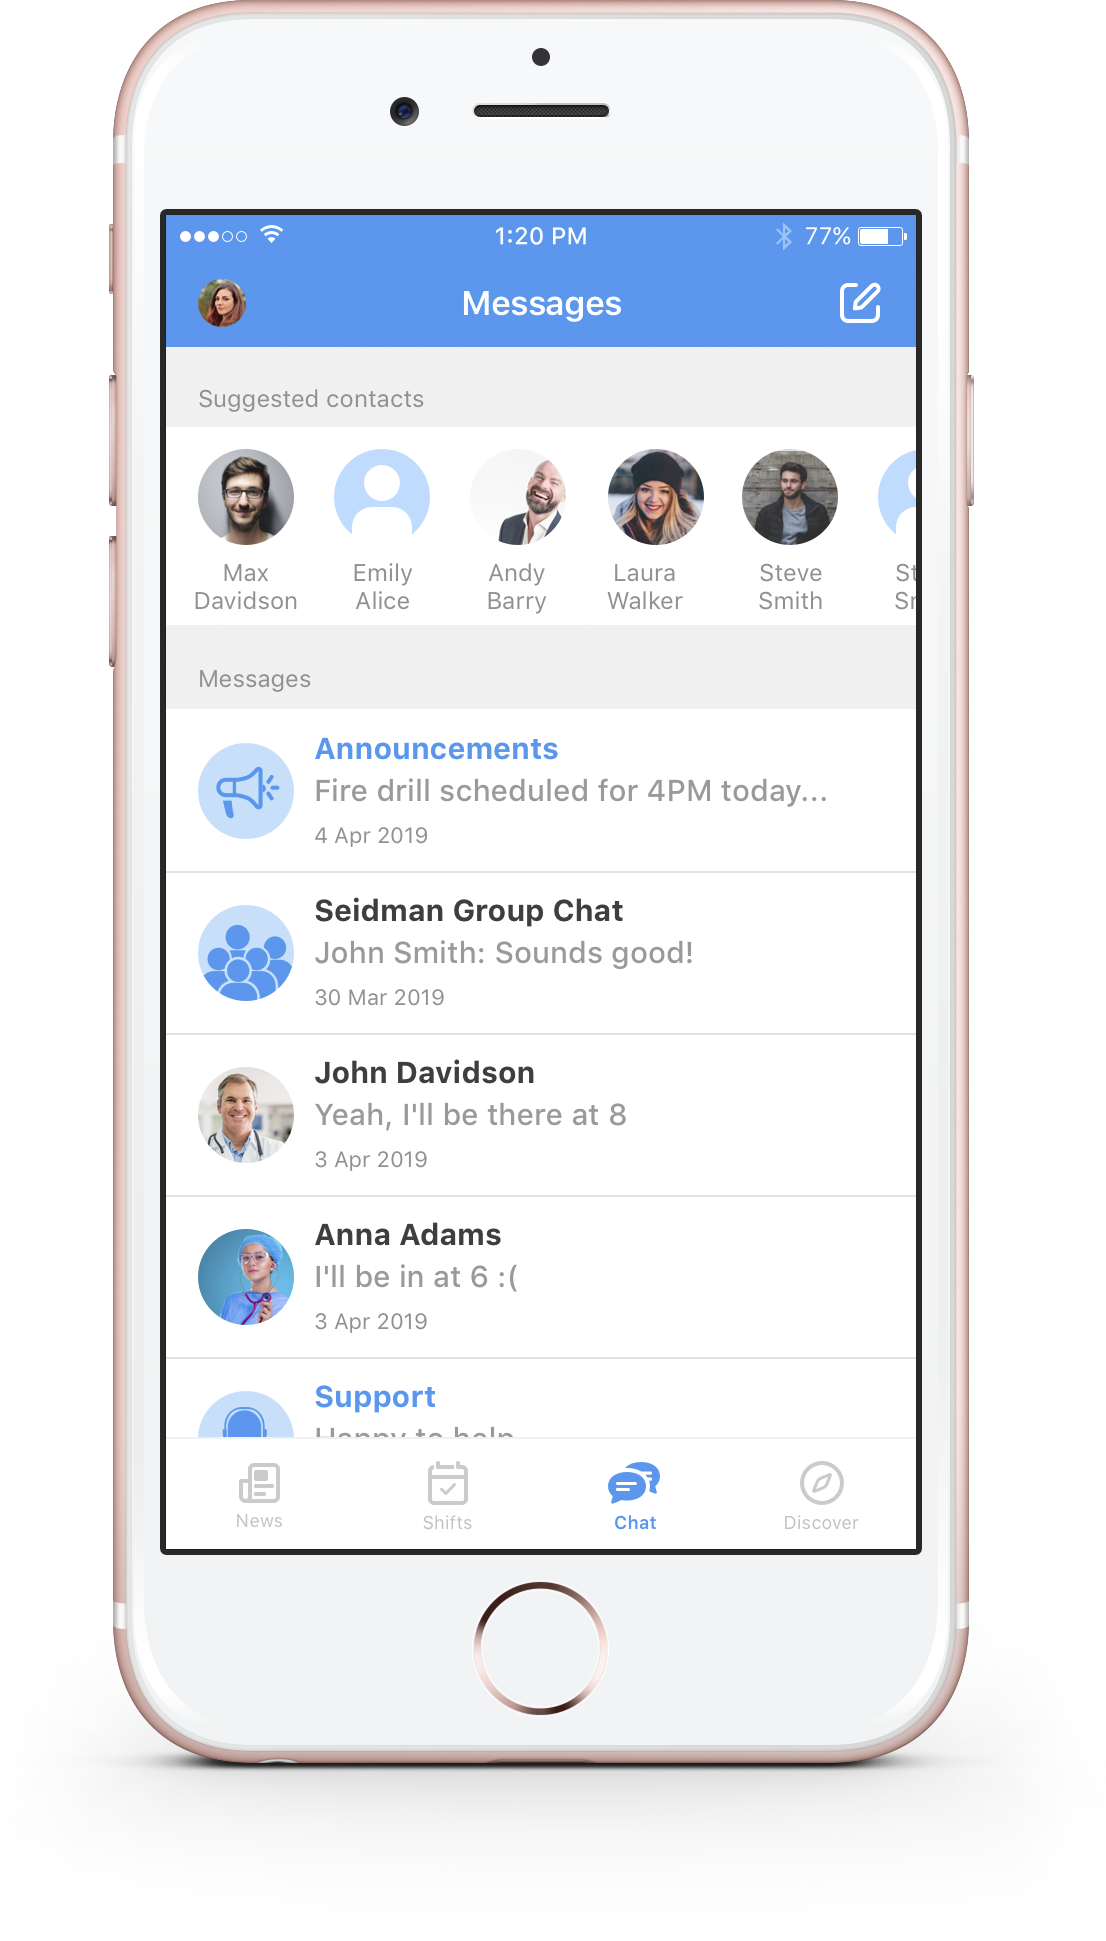 1:20 PM 77%
Messages
Suggested contacts
Max Emily Andy Laura Steve St
Davidson Alice Barry Walker Smith
Messages
Announcements
Fire drill scheduled for 4PM today...
4 Apr 2019
Seidman Group Chat
John Smith: Sounds good!
30 Mar 2019
John Davidson
Yeah, I'll be there at 8
3 Apr 2019
Anna Adams
I'll be in at 6 :(
3 Apr 2019
Support
Happy to help
News Shifts Chat Discover